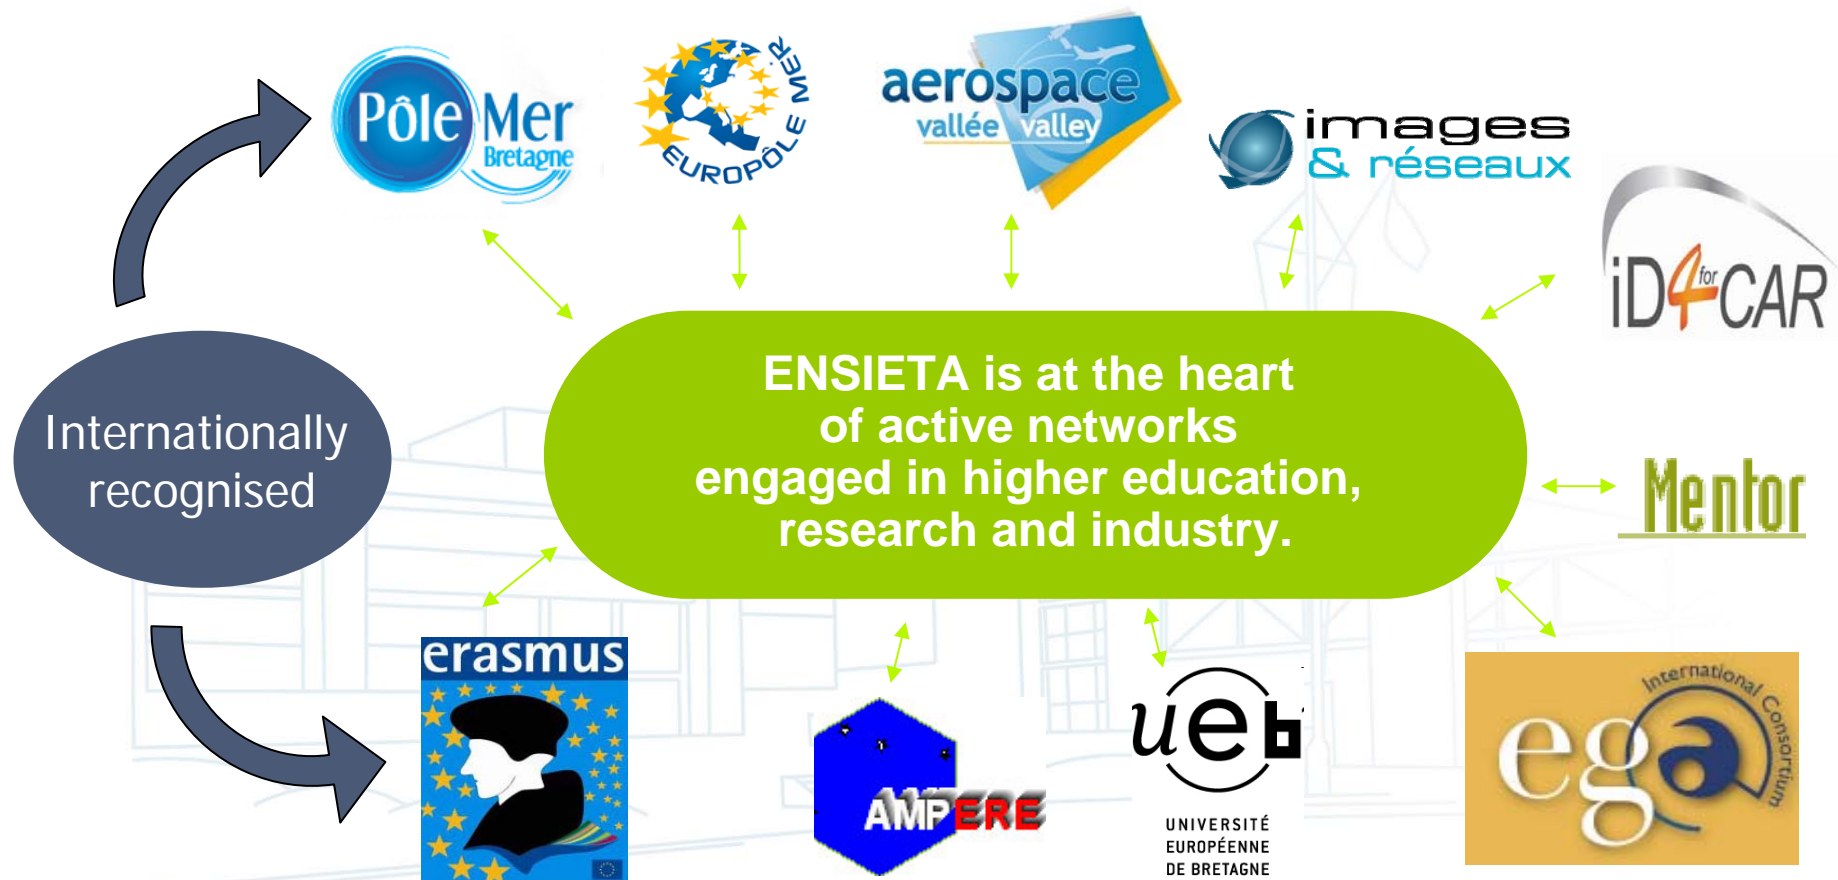 Pôle Mer
Bretagne
EUROPÔLE MER
aerospace
vallée valley
images
& réseaux
iD4forCAR
Internationally
recognised
ENSIETA is at the heart
of active networks
engaged in higher education,
research and industry.
Mentor
erasmus
AMPERE
ueb
UNIVERSITÉ
EUROPÉENNE
DE BRETAGNE
ega
International Consortium